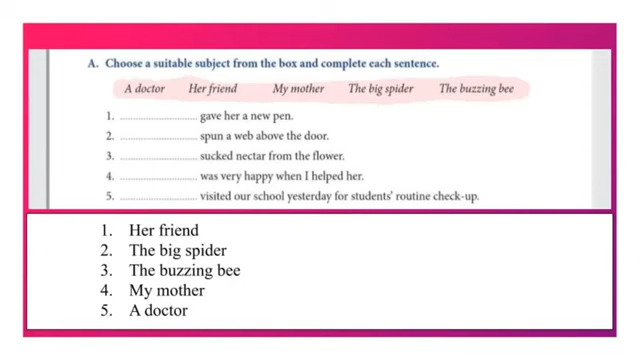 A. Choose a suitable subject from the box and complete each sentence.
A doctor Her friend My mother The big spider The buzzing bee
1. .............................. gave her a new pen.
2. .............................. spun a web above the door.
3. .............................. sucked nectar from the flower.
4. .............................. was very happy when I helped her.
5. .............................. visited our school yesterday for students' routine check-up.
1. Her friend
2. The big spider
3. The buzzing bee
4. My mother
5. A doctor